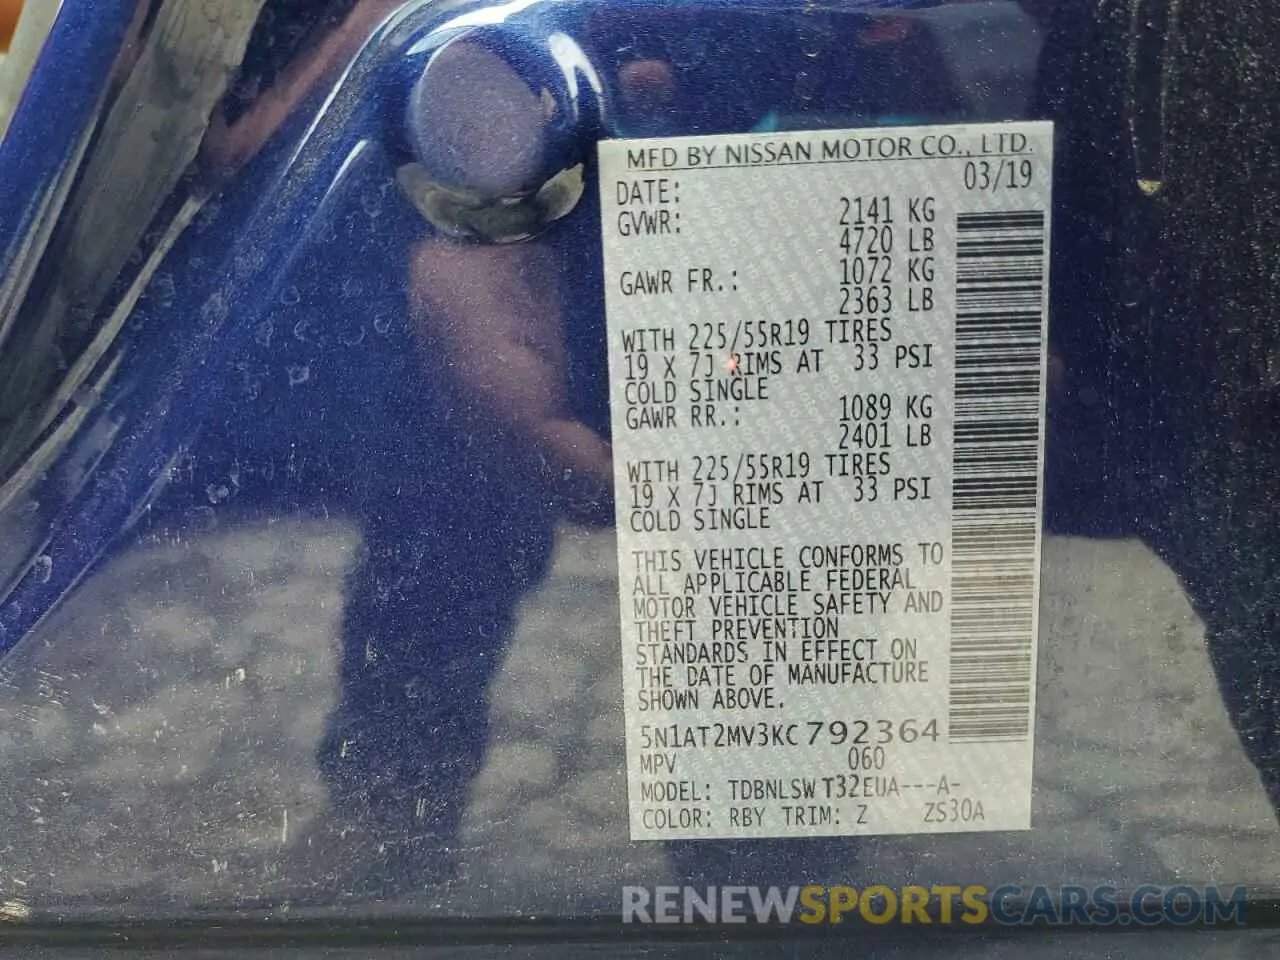 MFD BY NISSAN MOTOR CO., LTD.
DATE: 03/19
GVWR: 2141 KG
4720 LB
GAWR FR.: 1072 KG
2363 LB
WITH 225/55R19 TIRES
19 X 7J RIMS AT 33 PSI
COLD SINGLE
GAWR RR.: 1089 KG
2401 LB
WITH 225/55R19 TIRES
19 X 7J RIMS AT 33 PSI
COLD SINGLE
THIS VEHICLE CONFORMS TO
ALL APPLICABLE FEDERAL
MOTOR VEHICLE SAFETY AND
THEFT PREVENTION
STANDARDS IN EFFECT ON
THE DATE OF MANUFACTURE
SHOWN ABOVE.
5N1AT2MV3KC792364
MPV 060
MODEL: TDBNLSW T32EUA---A-
COLOR: RBY TRIM: Z ZS30A
RENEWSPORTSCARS.COM